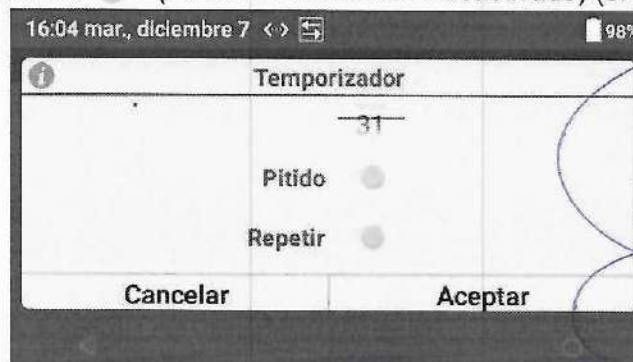 16:04 mar., diciembre 7 98%
Temporizador
31
Pitido
Repetir
Cancelar Aceptar